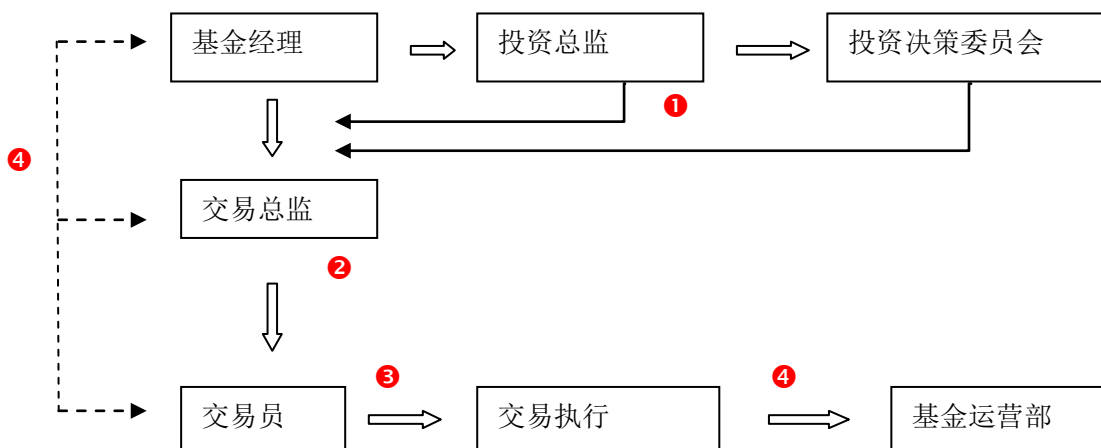 基金经理
投资总监
投资决策委员会
❶
❹
交易总监
❷
❸
❹
交易员
交易执行
基金运营部